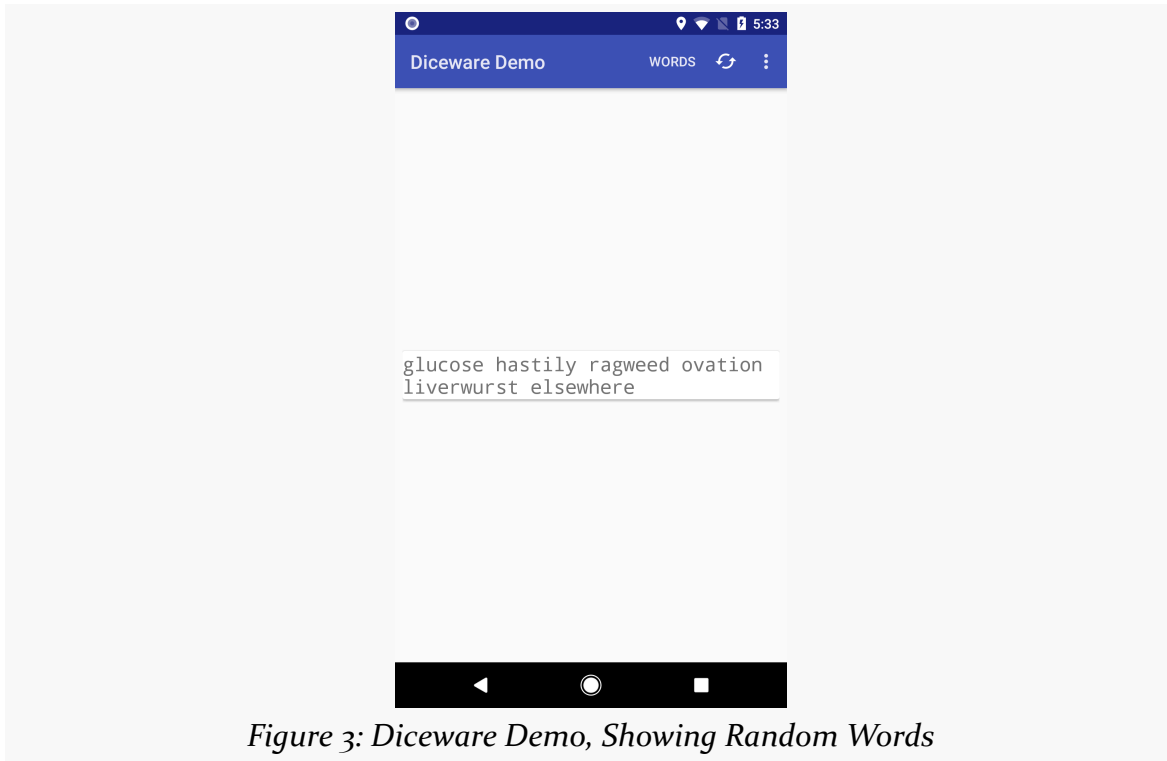 5:33
Diceware Demo WORDS
glucose hastily ragweed ovation
liverwurst elsewhere
Figure 3: Diceware Demo, Showing Random Words